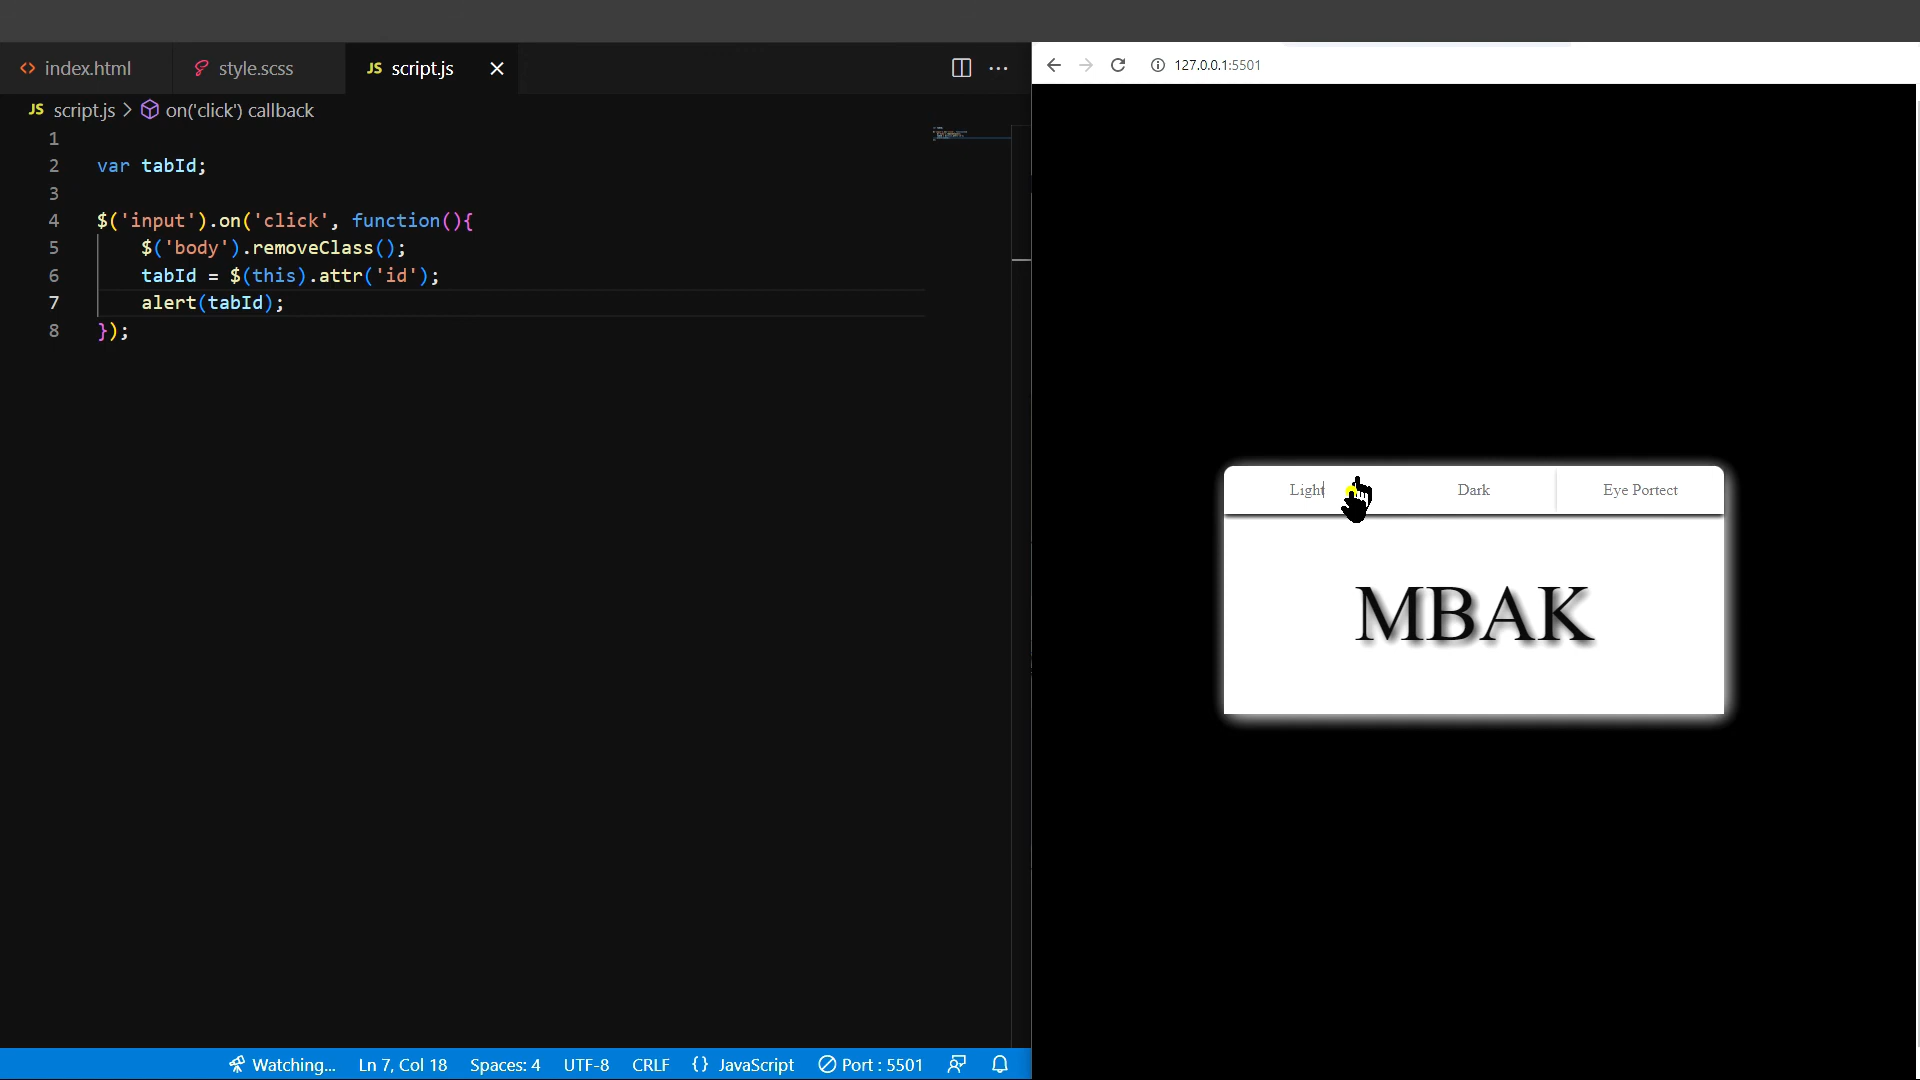 index.html
style.scss
JS script.js
127.0.0.1:5501
JS script.js > on('click') callback
1
2 var tabId;
3
4 $('input').on('click', function(){
5 $('body').removeClass();
6 tabId = $(this).attr('id');
7 alert(tabId);
8 });
Light
Dark
Eye Portect
MBAK
Watching...
Ln 7, Col 18
Spaces: 4
UTF-8
CRLF
{} JavaScript
Port : 5501